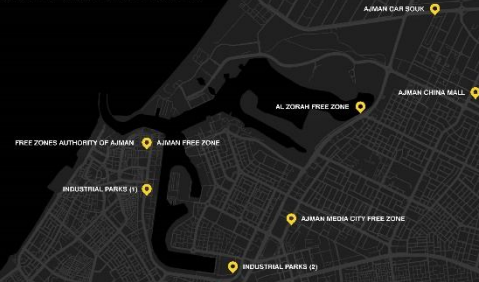 AJMAN CAR SOUK
AJMAN CHINA MALL
AL ZORAH FREE ZONE
FREE ZONES AUTHORITY OF AJMAN
AJMAN FREE ZONE
INDUSTRIAL PARKS (1)
AJMAN MEDIA CITY FREE ZONE
INDUSTRIAL PARKS (2)